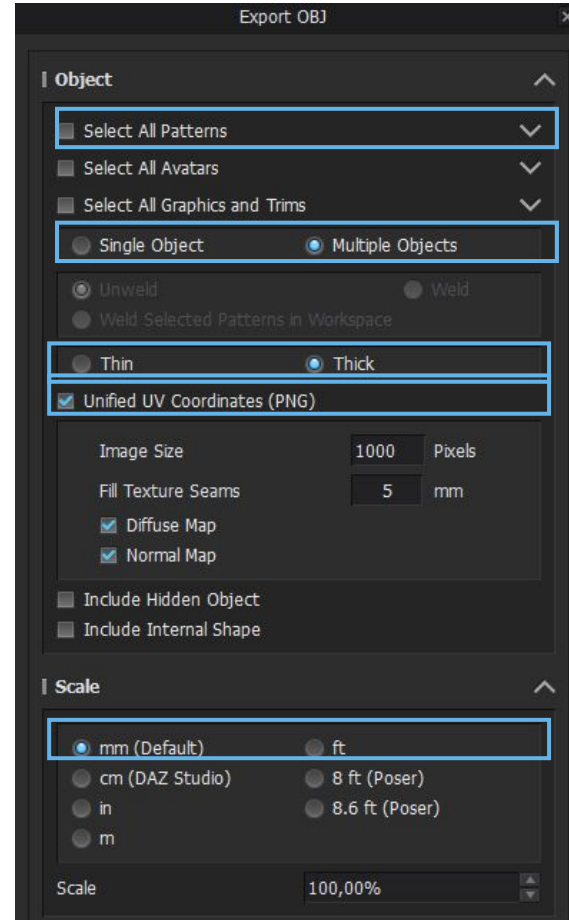 Export OBJ
Object
Select All Patterns
Select All Avatars
Select All Graphics and Trims
Single Object Multiple Objects
Unweld Weld
Weld Selected Patterns in Workspace
Thin Thick
Unified UV Coordinates (PNG)
Image Size 1000 Pixels
Fill Texture Seams 5 mm
Diffuse Map
Normal Map
Include Hidden Object
Include Internal Shape
Scale
mm (Default) ft
cm (DAZ Studio) 8 ft (Poser)
in 8.6 ft (Poser)
m
Scale 100,00%